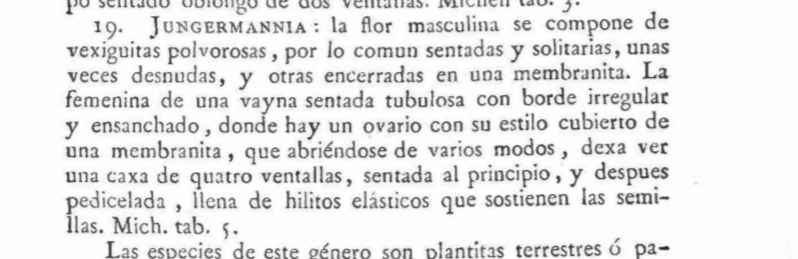 po sentado oblongo de dos ventallas. Micheli tab. 3.
19. JUNGERMANNIA: la flor masculina se compone de
vexiguitas polvorosas, por lo comun sentadas y solitarias, unas
veces desnudas, y otras encerradas en una membranita. La
femenina de una vayna sentada tubulosa con borde irregular
y ensanchado, donde hay un ovario con su estilo cubierto de
una membranita, que abriéndose de varios modos, dexa ver
una caxa de quatro ventallas, sentada al principio, y despues
pedicelada, llena de hilitos elásticos que sostienen las semi-
llas. Mich. tab. 5.
Las especies de este género son plantitas terrestres ó pa-